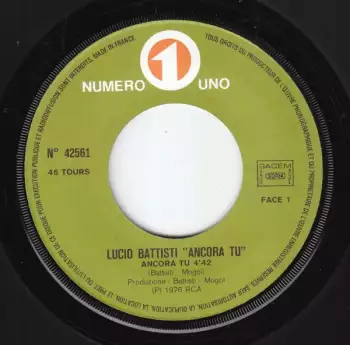 MADE IN FRANCE. TOUS DROITS DU PRODUCTEUR DE L'ŒUVRE PHONOGRAPHIQUE ET DU PROPRIETAIRE DE L'ŒUVRE ENREGISTREE RESERVES. SAUF AUTORISATION, LA DUPLICATION, LA LOCATION, LE PRET
DE CE DISQUE POUR EXECUTION PUBLIQUE ET RADIODIFFUSION SONT INTERDITS.
1
NUMERO UNO
N° 42561
45 TOURS
SACEM
FACE 1
LUCIO BATTISTI "ANCORA TU"
ANCORA TU 4'42
(Battisti - Mogol)
Produzione : Battisti - Mogol
(P) 1976 RCA